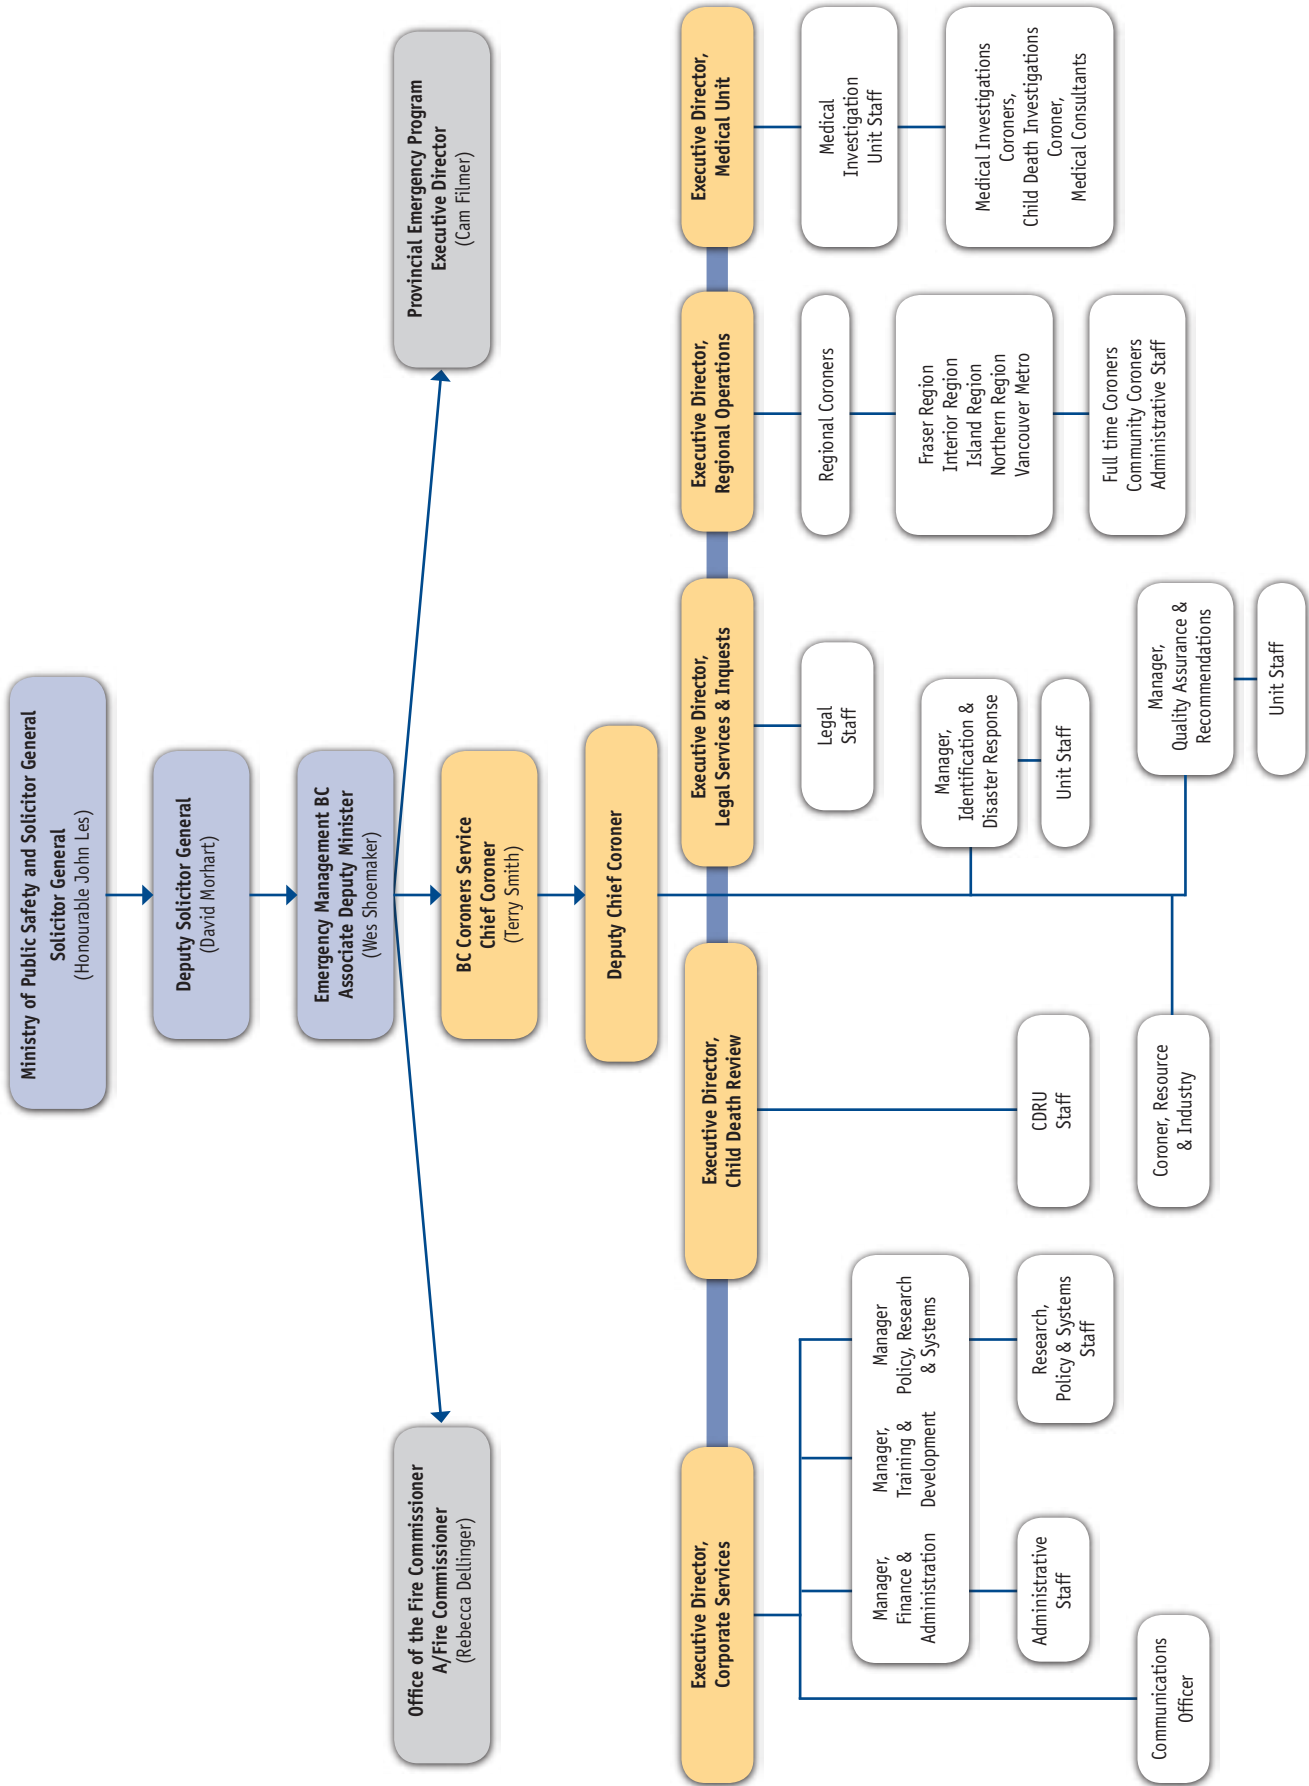 Ministry of Public Safety and Solicitor General
Solicitor General
(Honourable John Les)
Deputy Solicitor General
(David Morhart)
Emergency Management BC
Associate Deputy Minister
(Wes Shoemaker)
Office of the Fire Commissioner
A/Fire Commissioner
(Rebecca Dellinger)
BC Coroners Service
Chief Coroner
(Terry Smith)
Provincial Emergency Program
Executive Director
(Cam Filmer)
Deputy Chief Coroner
Executive Director,
Corporate Services
Executive Director,
Child Death Review
Executive Director,
Legal Services & Inquests
Executive Director,
Regional Operations
Executive Director,
Medical Unit
Manager,
Finance &
Administration
Manager,
Training &
Development
Manager
Policy, Research
& Systems
Legal
Staff
Regional Coroners
Medical
Investigation
Unit Staff
Fraser Region
Interior Region
Island Region
Northern Region
Vancouver Metro
Medical Investigations
Coroners,
Child Death Investigations
Coroner,
Medical Consultants
Manager,
Identification &
Disaster Response
Administrative
Staff
Research,
Policy & Systems
Staff
CDRU
Staff
Unit Staff
Full time Coroners
Community Coroners
Administrative Staff
Communications
Officer
Coroner, Resource
& Industry
Manager,
Quality Assurance &
Recommendations
Unit Staff